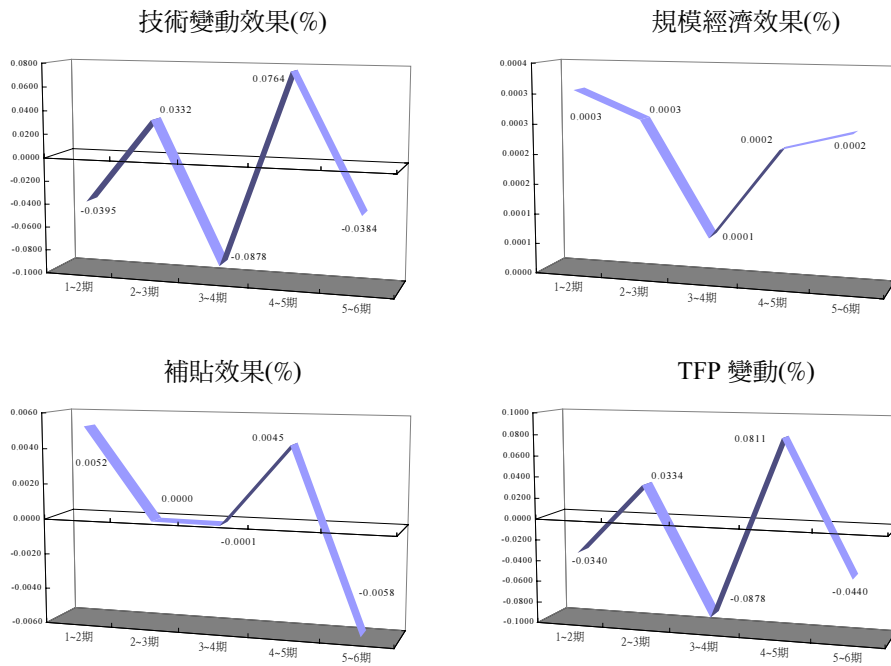 技術變動效果(%)
0.0800
0.0600
0.0400
0.0200
0.0000
-0.0200
-0.0400
-0.0600
-0.0800
-0.1000
-0.0395
0.0332
-0.0878
0.0764
-0.0384
1~2期
2~3期
3~4期
4~5期
5~6期
規模經濟效果(%)
0.0004
0.0003
0.0003
0.0002
0.0002
0.0001
0.0001
0.0000
0.0003
0.0003
0.0001
0.0002
0.0002
1~2期
2~3期
3~4期
4~5期
5~6期
補貼效果(%)
0.0060
0.0040
0.0020
0.0000
-0.0020
-0.0040
-0.0060
0.0052
0.0000
-0.0001
0.0045
-0.0058
1~2期
2~3期
3~4期
4~5期
5~6期
TFP 變動(%)
0.1000
0.0800
0.0600
0.0400
0.0200
0.0000
-0.0200
-0.0400
-0.0600
-0.0800
-0.1000
-0.0340
0.0334
-0.0878
0.0811
-0.0440
1~2期
2~3期
3~4期
4~5期
5~6期